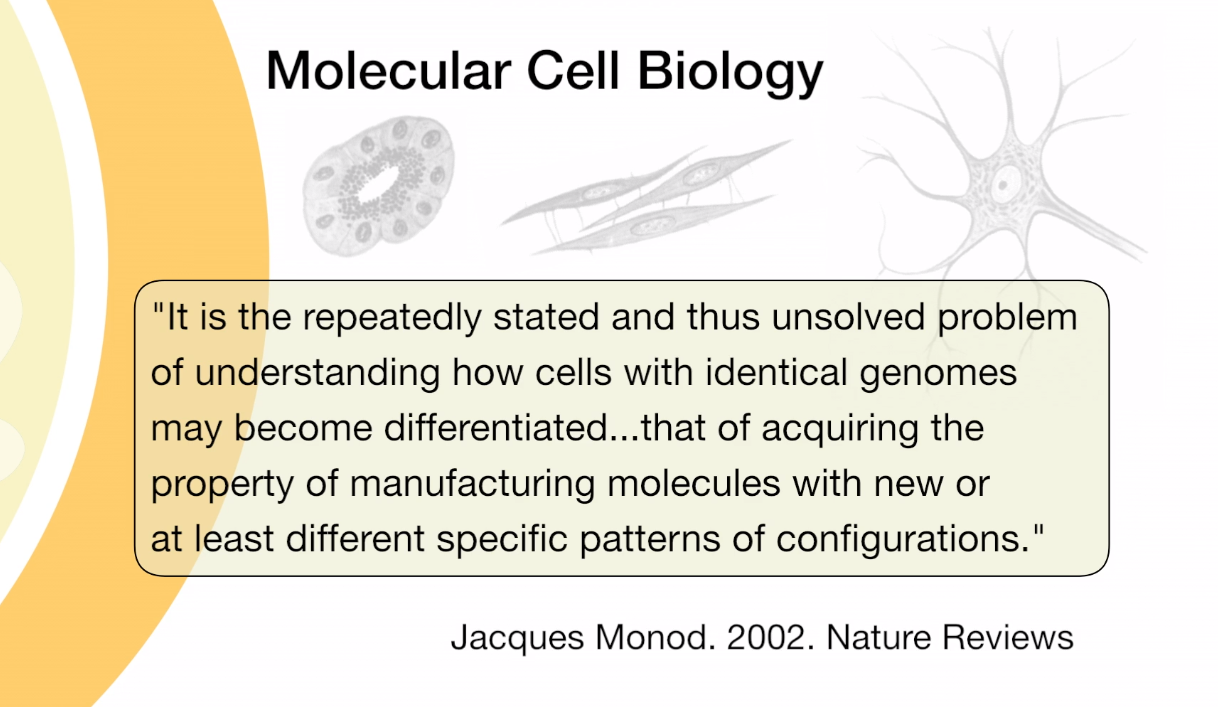 Molecular Cell Biology
"It is the repeatedly stated and thus unsolved problem
of understanding how cells with identical genomes
may become differentiated...that of acquiring the
property of manufacturing molecules with new or
at least different specific patterns of configurations."
Jacques Monod. 2002. Nature Reviews